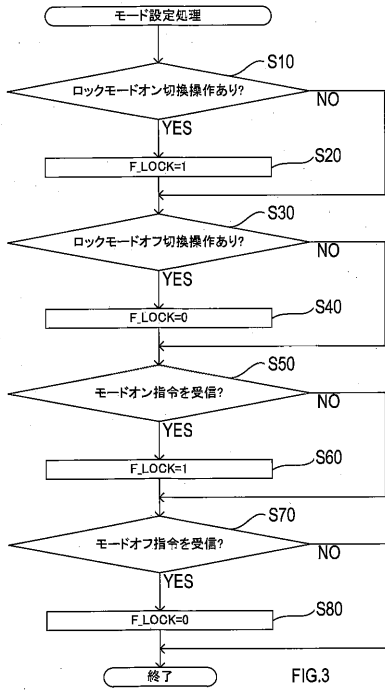 モード設定処理
S10
ロックモードオン切換操作あり?
NO
YES
S20
F_LOCK=1
S30
ロックモードオフ切換操作あり?
NO
YES
S40
F_LOCK=0
S50
モードオン指令を受信?
NO
YES
S60
F_LOCK=1
S70
モードオフ指令を受信?
NO
YES
S80
F_LOCK=0
終了
FIG.3